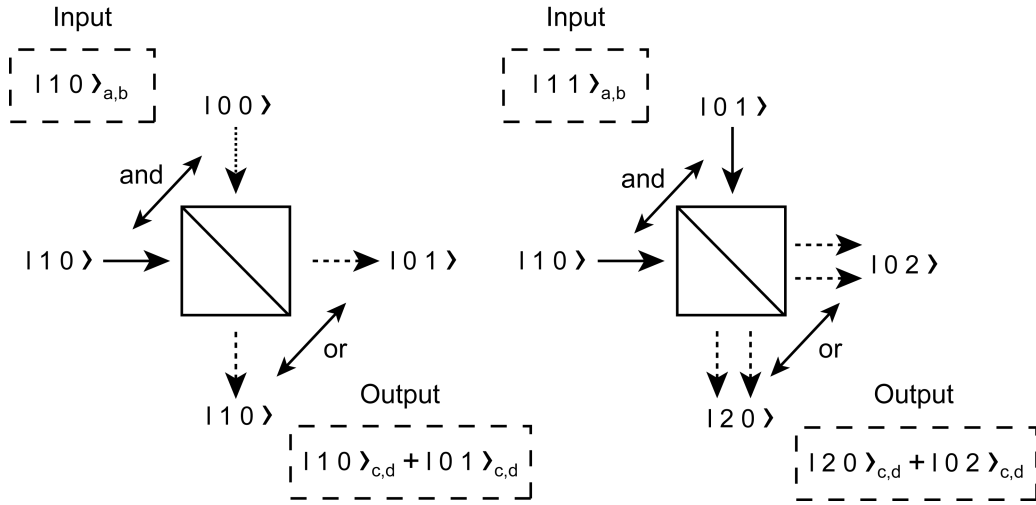 Input
| 1 0 ⟩a,b
| 0 0 ⟩
and
| 1 0 ⟩
| 0 1 ⟩
or
| 1 0 ⟩
Output
| 1 0 ⟩c,d + | 0 1 ⟩c,d
Input
| 1 1 ⟩a,b
| 0 1 ⟩
and
| 1 0 ⟩
| 0 2 ⟩
or
| 2 0 ⟩
Output
| 2 0 ⟩c,d + | 0 2 ⟩c,d